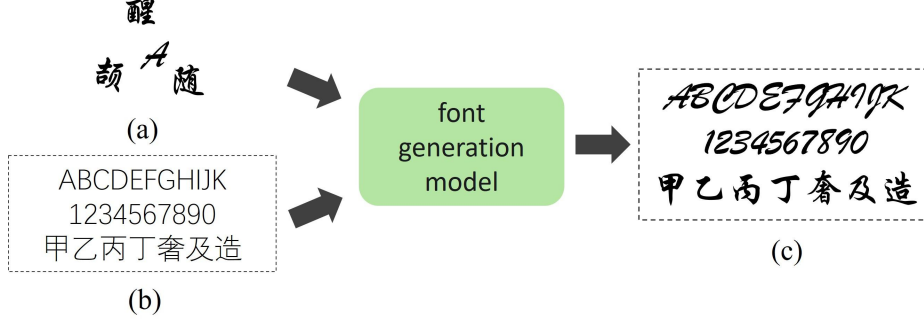 醒
颉 A 随
(a)
ABCDEFGHIJK
1234567890
甲乙丙丁奢及造
(b)
font
generation
model
ABCDEFGHIJK
1234567890
甲乙丙丁奢及造
(c)